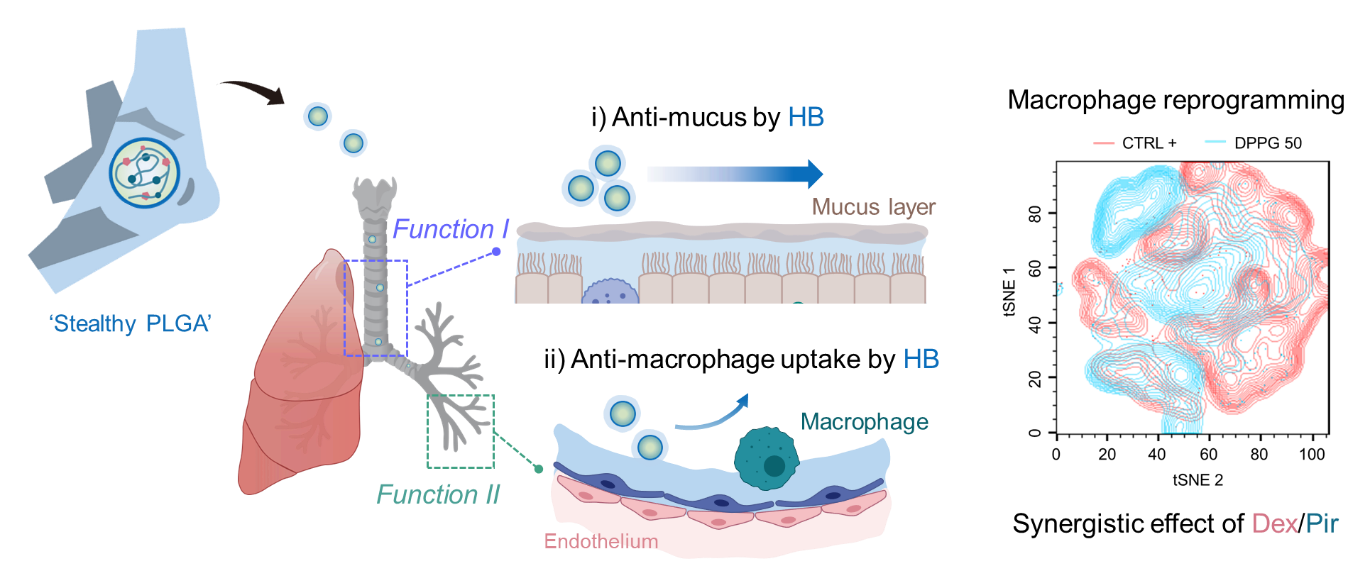 'Stealthy PLGA'
Function I
Function II
i) Anti-mucus by HB
Mucus layer
ii) Anti-macrophage uptake by HB
Macrophage
Endothelium
Macrophage reprogramming
CTRL + DPPG 50
tSNE 1
80
60
40
20
0
0 20 40 60 80 100
tSNE 2
Synergistic effect of Dex/Pir